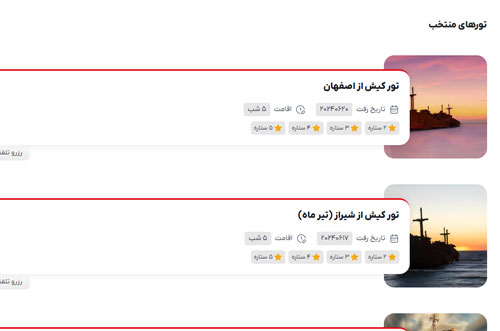 تورهای منتخب
تور کیش از اصفهان
تاریخ رفت ۲۰۲۴۰۶۲۰ اقامت ۵ شب
۲ ستاره ۳ ستاره ۴ ستاره ۵ ستاره
رزرو تلف
تور کیش از شیراز (تیر ماه)
تاریخ رفت ۲۰۲۴۰۶۱۷ اقامت ۵ شب
۲ ستاره ۳ ستاره ۴ ستاره ۵ ستاره
رزرو تلف